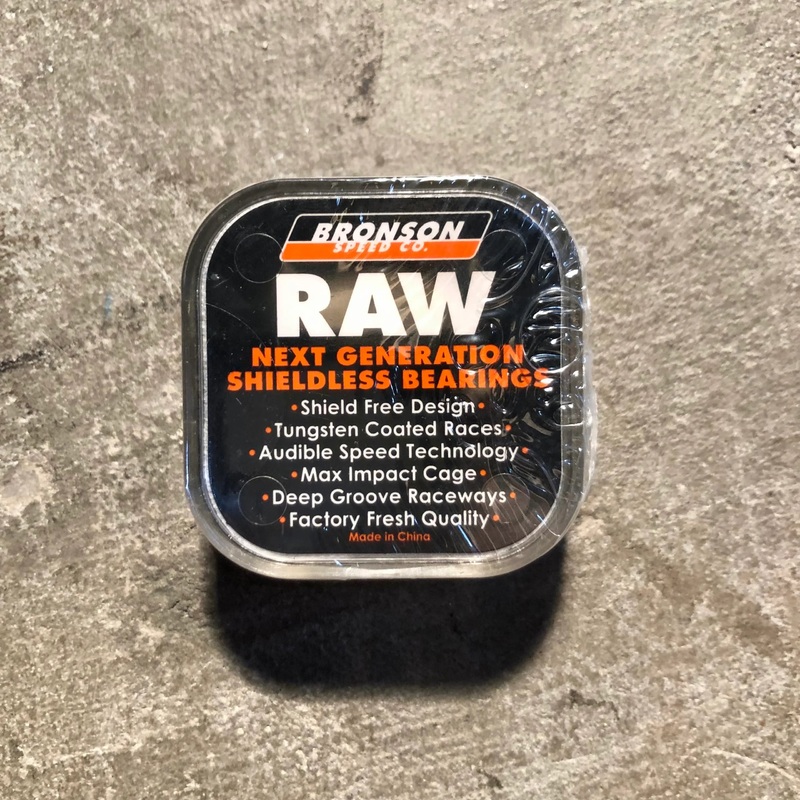 BRONSON
SPEED CO.
RAW
NEXT GENERATION
SHIELDLESS BEARINGS
•Shield Free Design•
•Tungsten Coated Races•
•Audible Speed Technology•
•Max Impact Cage•
•Deep Groove Raceways•
•Factory Fresh Quality•
Made in China